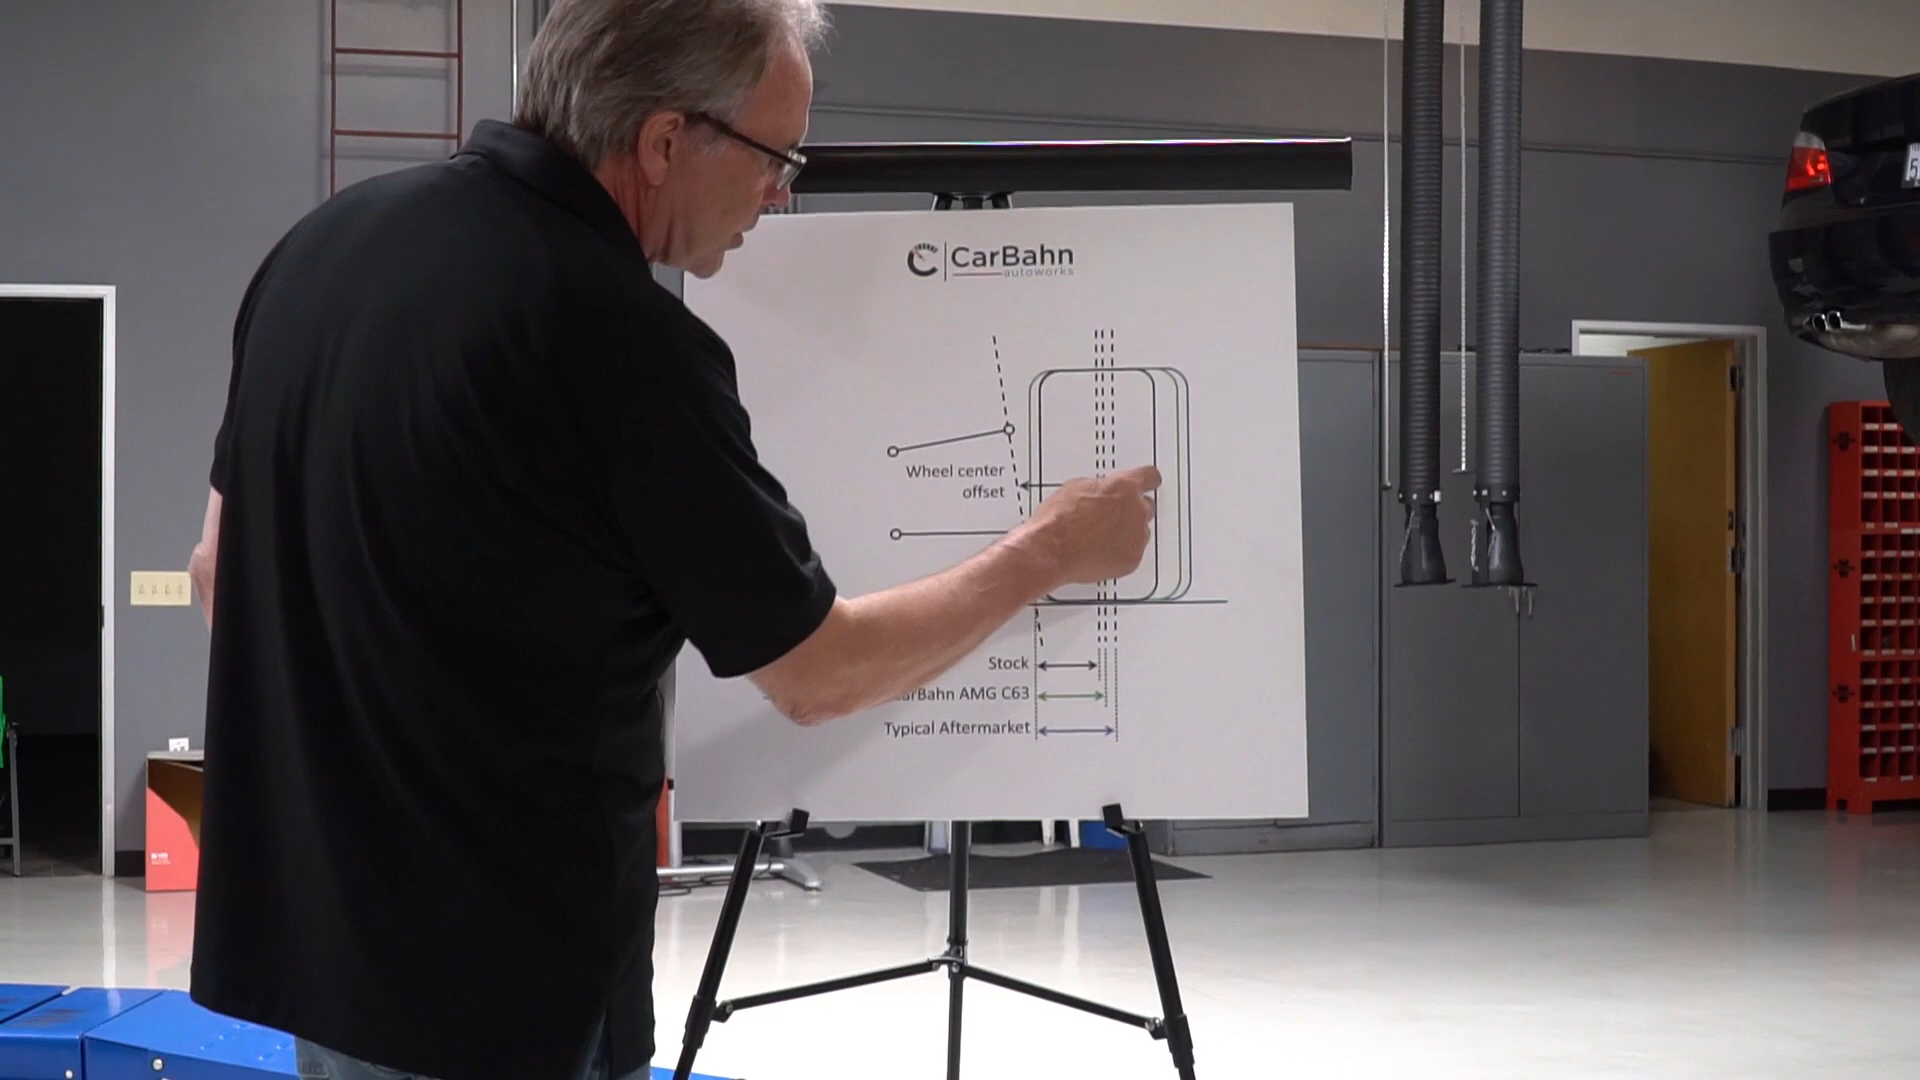 CarBahn
autoworks
Wheel center
offset
Stock
arBahn AMG C63
Typical Aftermarket